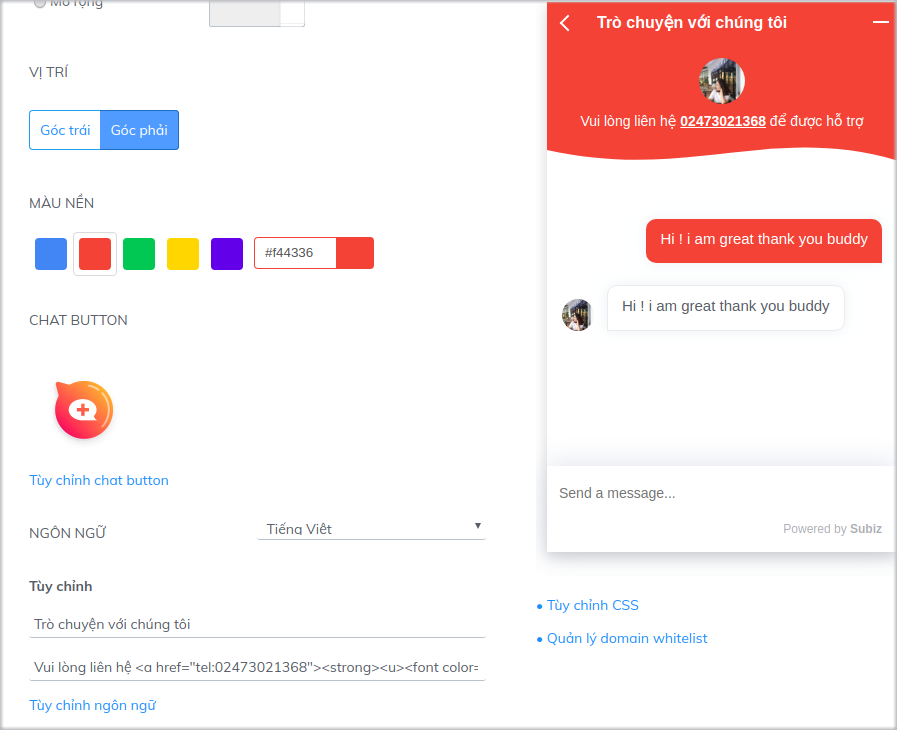 Mở rộng
VỊ TRÍ
Góc trái
Góc phải
MÀU NỀN
#f44336
CHAT BUTTON
Tùy chỉnh chat button
NGÔN NGỮ
Tiếng Việt
Tùy chỉnh
Trò chuyện với chúng tôi
Vui lòng liên hệ <a href="tel:02473021368"><strong><u><font color=
Tùy chỉnh ngôn ngữ
Trò chuyện với chúng tôi
Vui lòng liên hệ 02473021368 để được hỗ trợ
Hi ! i am great thank you buddy
Hi ! i am great thank you buddy
Send a message...
Powered by Subiz
• Tùy chỉnh CSS
• Quản lý domain whitelist